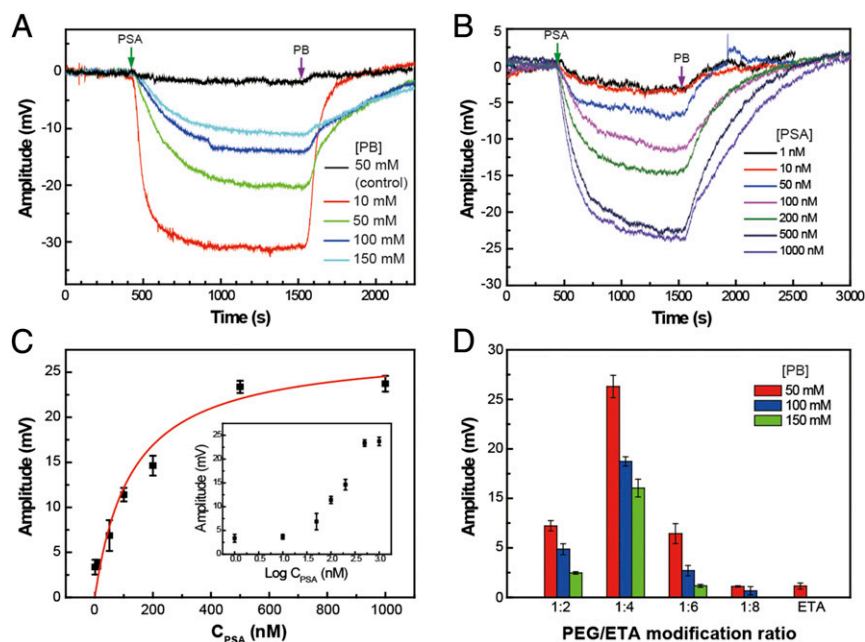 A
PSA
PB
[PB]
50 mM
(control)
10 mM
50 mM
100 mM
150 mM
Amplitude (mV)
0
-10
-20
-30
0 500 1000 1500 2000
Time (s)
B
PSA
PB
[PSA]
1 nM
10 nM
50 nM
100 nM
200 nM
500 nM
1000 nM
Amplitude (mV)
5
0
-5
-10
-15
-20
-25
-30
0 500 1000 1500 2000 2500 3000
Time (s)
C
Amplitude (mV)
30
25
20
15
10
5
0
0 200 400 600 800 1000
C PSA (nM)
Amplitude (mV)
25
20
15
10
5
0
0.0 0.5 1.0 1.5 2.0 2.5 3.0
Log C PSA (nM)
D
[PB]
50 mM
100 mM
150 mM
Amplitude (mV)
30
25
20
15
10
5
0
1:2 1:4 1:6 1:8 ETA
PEG/ETA modification ratio